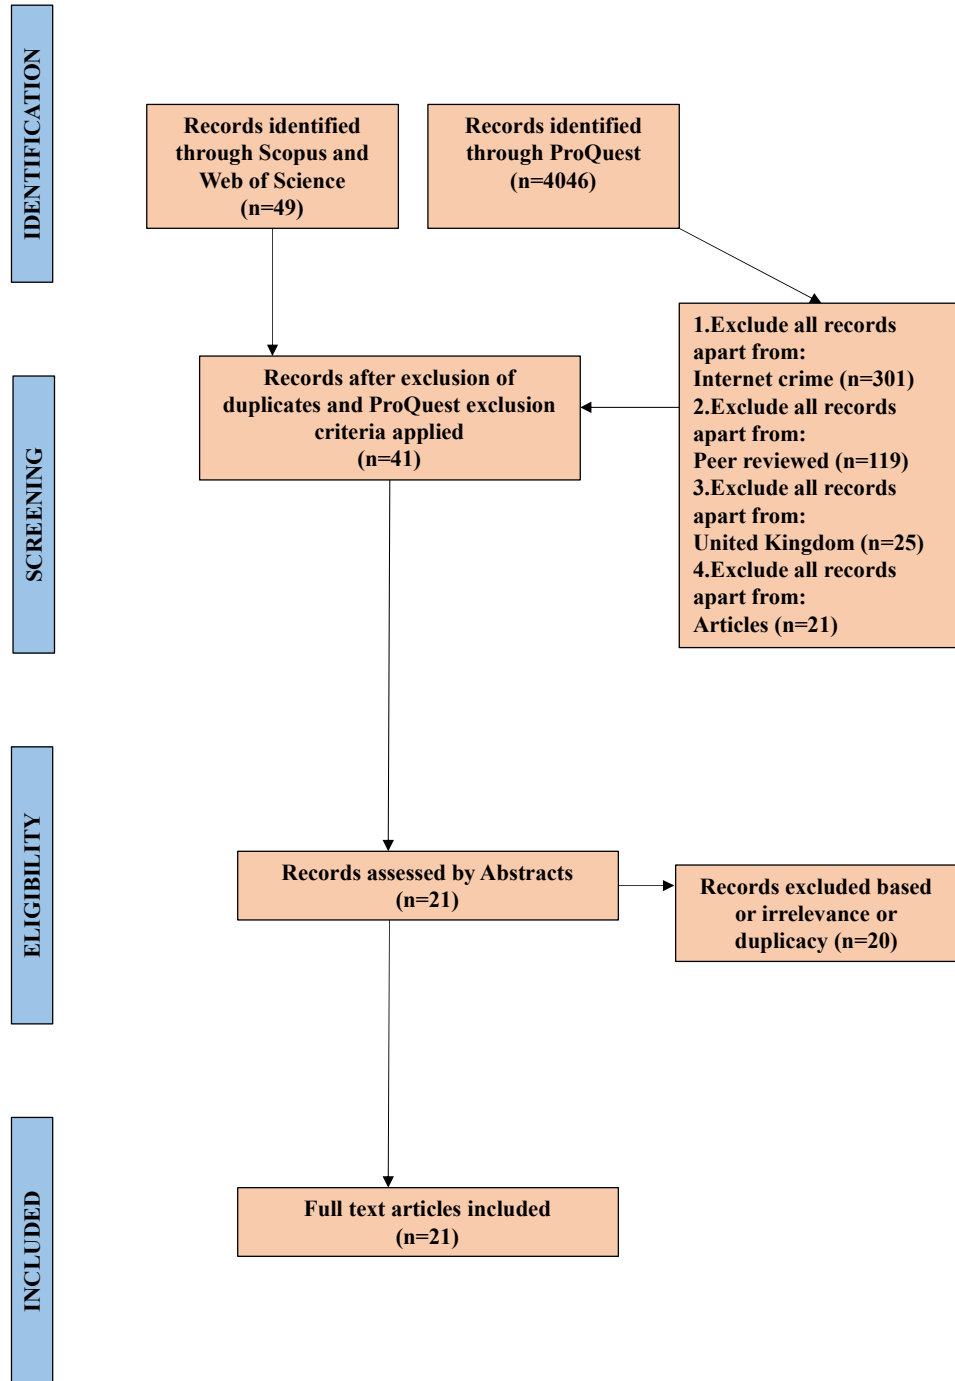 IDENTIFICATION
Records identified
through Scopus and
Web of Science
(n=49)
Records identified
through ProQuest
(n=4046)
1.Exclude all records
apart from:
Internet crime (n=301)
2.Exclude all records
apart from:
Peer reviewed (n=119)
3.Exclude all records
apart from:
United Kingdom (n=25)
4.Exclude all records
apart from:
Articles (n=21)
SCREENING
Records after exclusion of
duplicates and ProQuest exclusion
criteria applied
(n=41)
ELIGIBILITY
Records assessed by Abstracts
(n=21)
Records excluded based
or irrelevance or
duplicacy (n=20)
INCLUDED
Full text articles included
(n=21)